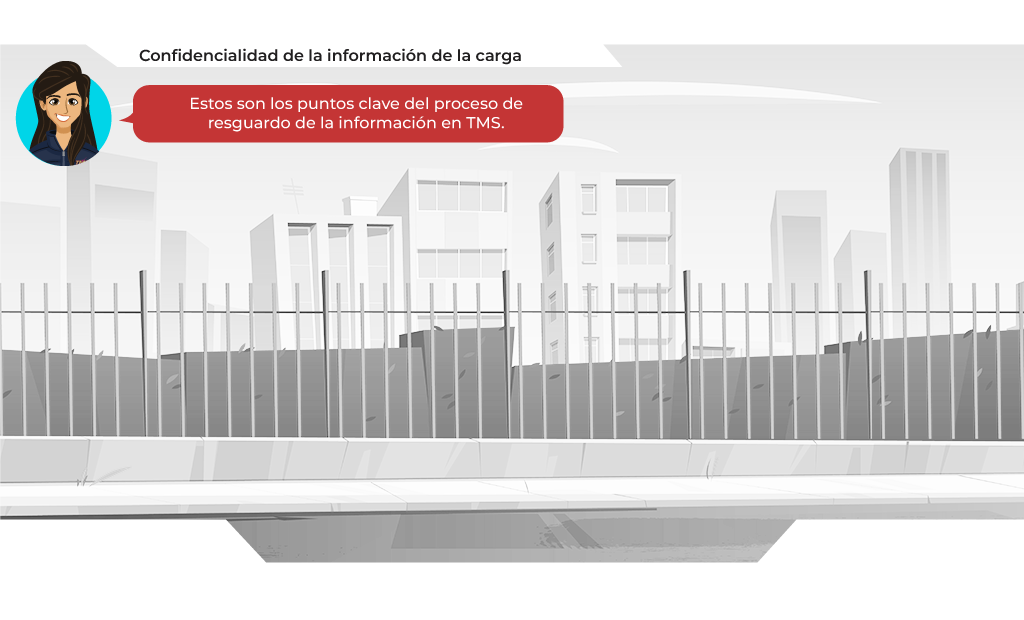 Confidencialidad de la información de la carga
Estos son los puntos clave del proceso de
resguardo de la información en TMS.